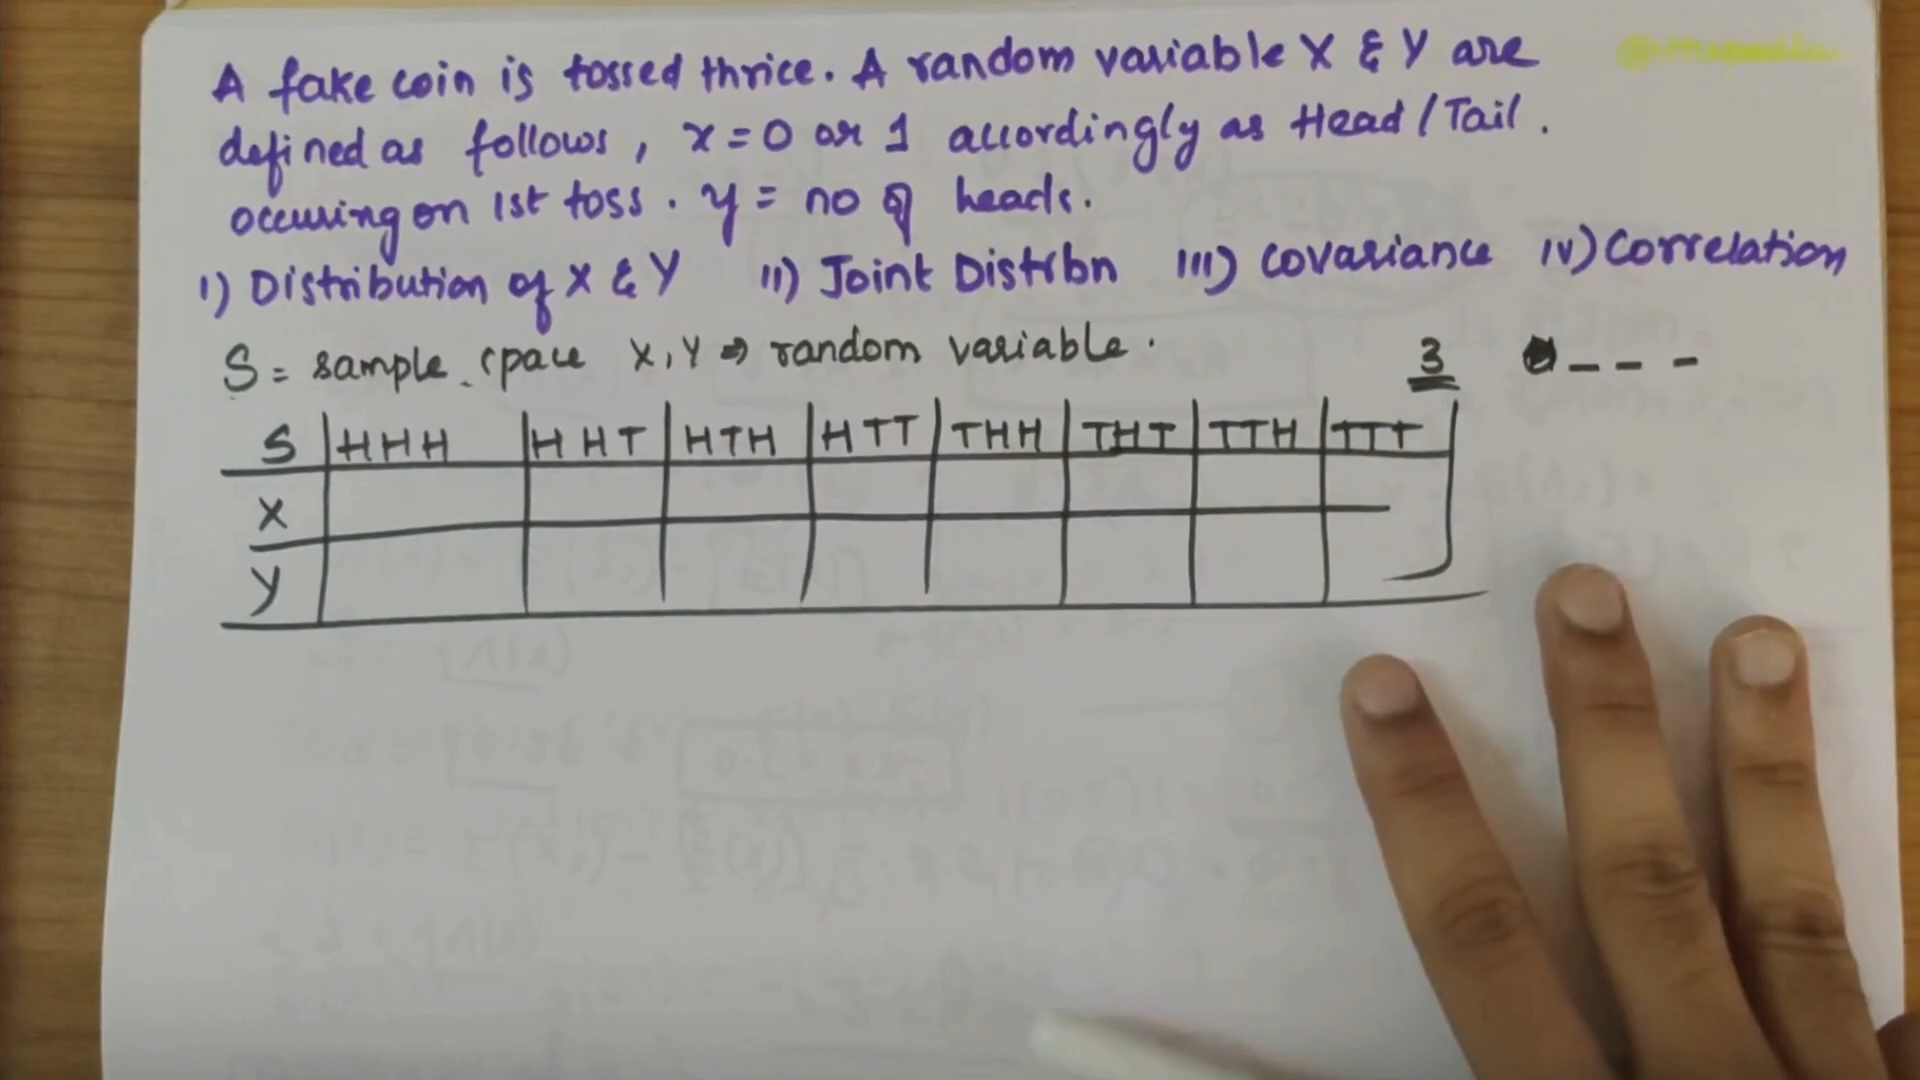 A fake coin is tossed thrice. A random variable X & Y are
defined as follows, x = 0 or 1 accordingly as Head / Tail.
occuring on 1st toss. y = no of heads.
I) Distribution of X & Y II) Joint Distrbn III) covariance IV) Correlation
S = sample space X, Y ⇒ random variable. 3 _ _ _
S HHH HHT HTH HTT THH THT TTH TTT
X
Y